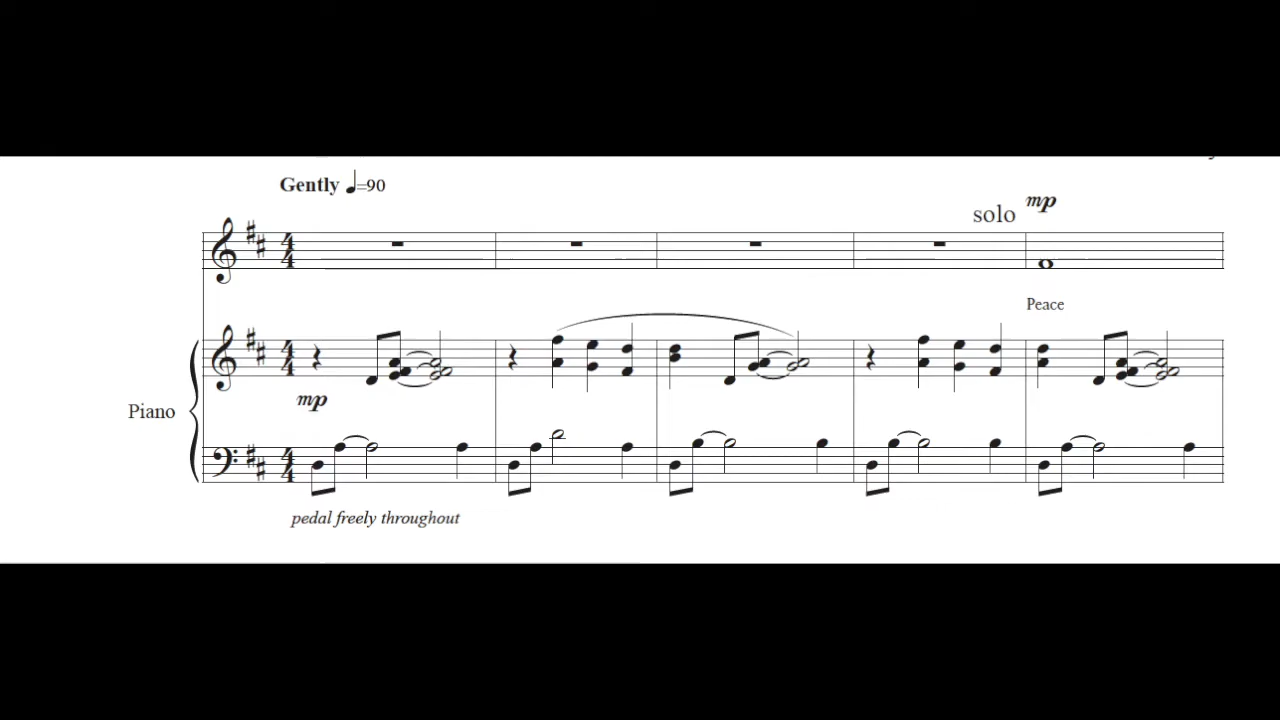 Gently ♩=90
solo mp
Peace
mp
Piano
pedal freely throughout